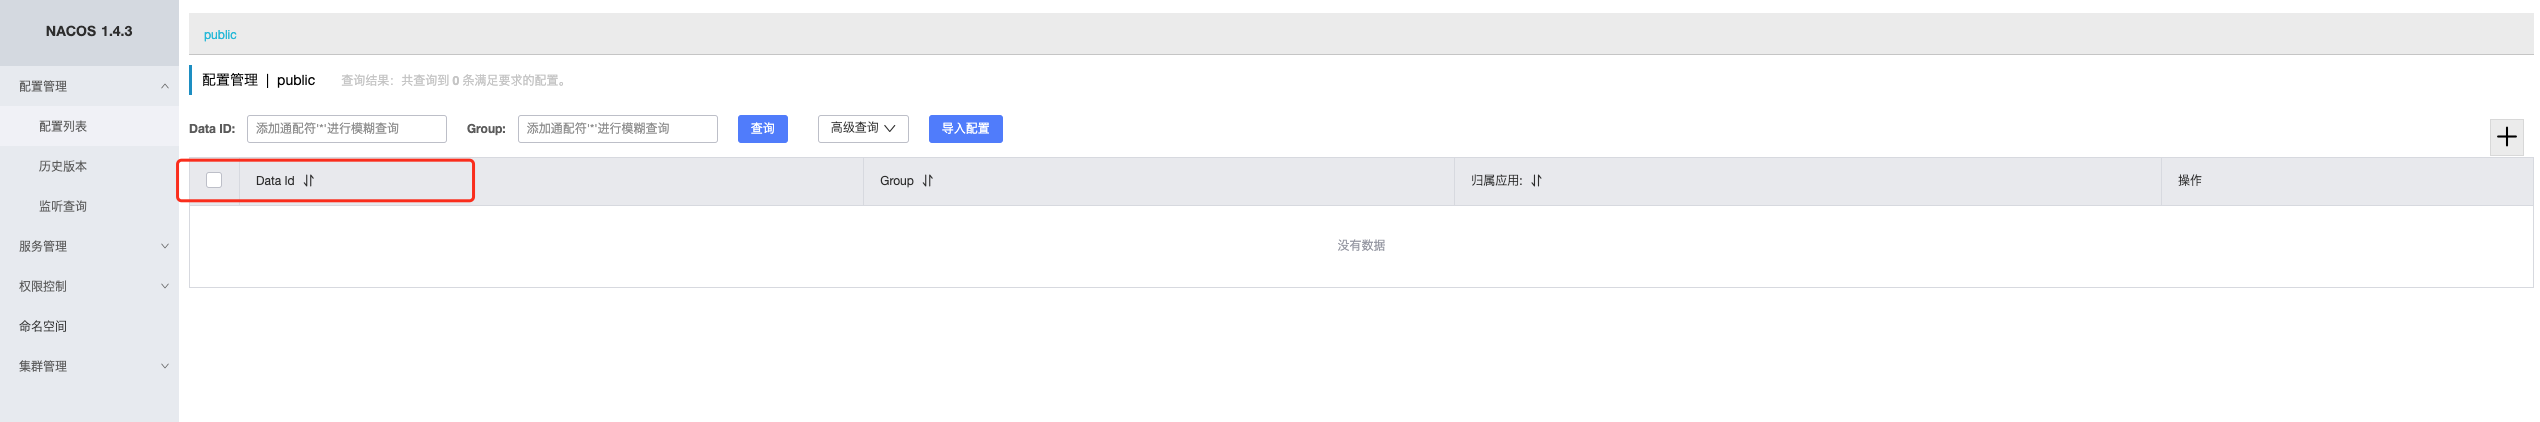 NACOS 1.4.3
配置管理
配置列表
历史版本
监听查询
服务管理
权限控制
命名空间
集群管理
public
配置管理 | public 查询结果：共查询到 0 条满足要求的配置。
Data ID: 添加通配符'*'进行模糊查询 Group: 添加通配符'*'进行模糊查询 查询 高级查询 导入配置
Data Id Group 归属应用: 操作
没有数据